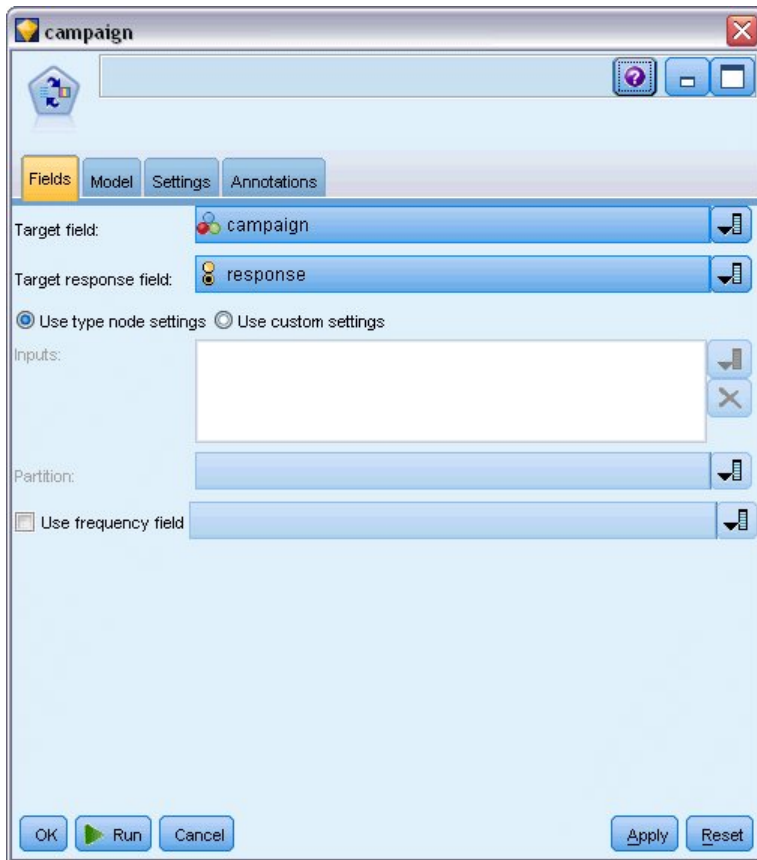 campaign
Fields Model Settings Annotations
Target field: campaign
Target response field: response
Use type node settings Use custom settings
Inputs:
Partition:
Use frequency field
OK Run Cancel Apply Reset